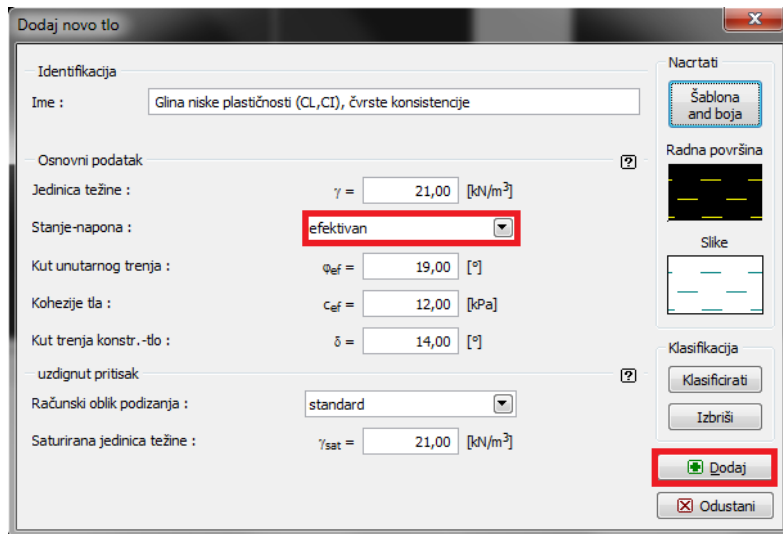 Dodaj novo tlo
Identifikacija
Ime : Glina niske plastičnosti (CL,CI), čvrste konsistencije
Osnovni podatak [?]
Jedinica težine : γ = 21,00 [kN/m³]
Stanje-napona : efektivan
Kut unutarnog trenja : φef = 19,00 [°]
Kohezije tla : cef = 12,00 [kPa]
Kut trenja konstr.-tlo : δ = 14,00 [°]
uzdignut pritisak [?]
Računski oblik podizanja : standard
Saturirana jedinica težine : γsat = 21,00 [kN/m³]
Nacrtati
Šablona
and boja
Radna površina
Slike
Klasifikacija
Klasificirati
Izbriši
Dodaj
Odustani